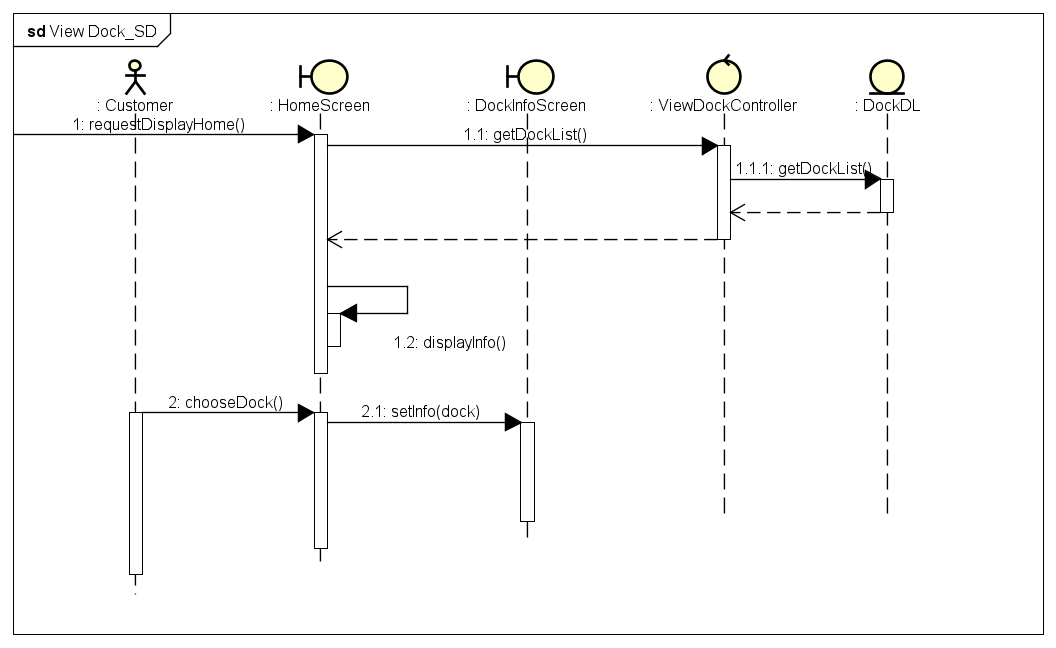 sd View Dock_SD
: Customer
: HomeScreen
: DockInfoScreen
: ViewDockController
: DockDL
1: requestDisplayHome()
1.1: getDockList()
1.1.1: getDockList()
1.2: displayInfo()
2: chooseDock()
2.1: setInfo(dock)